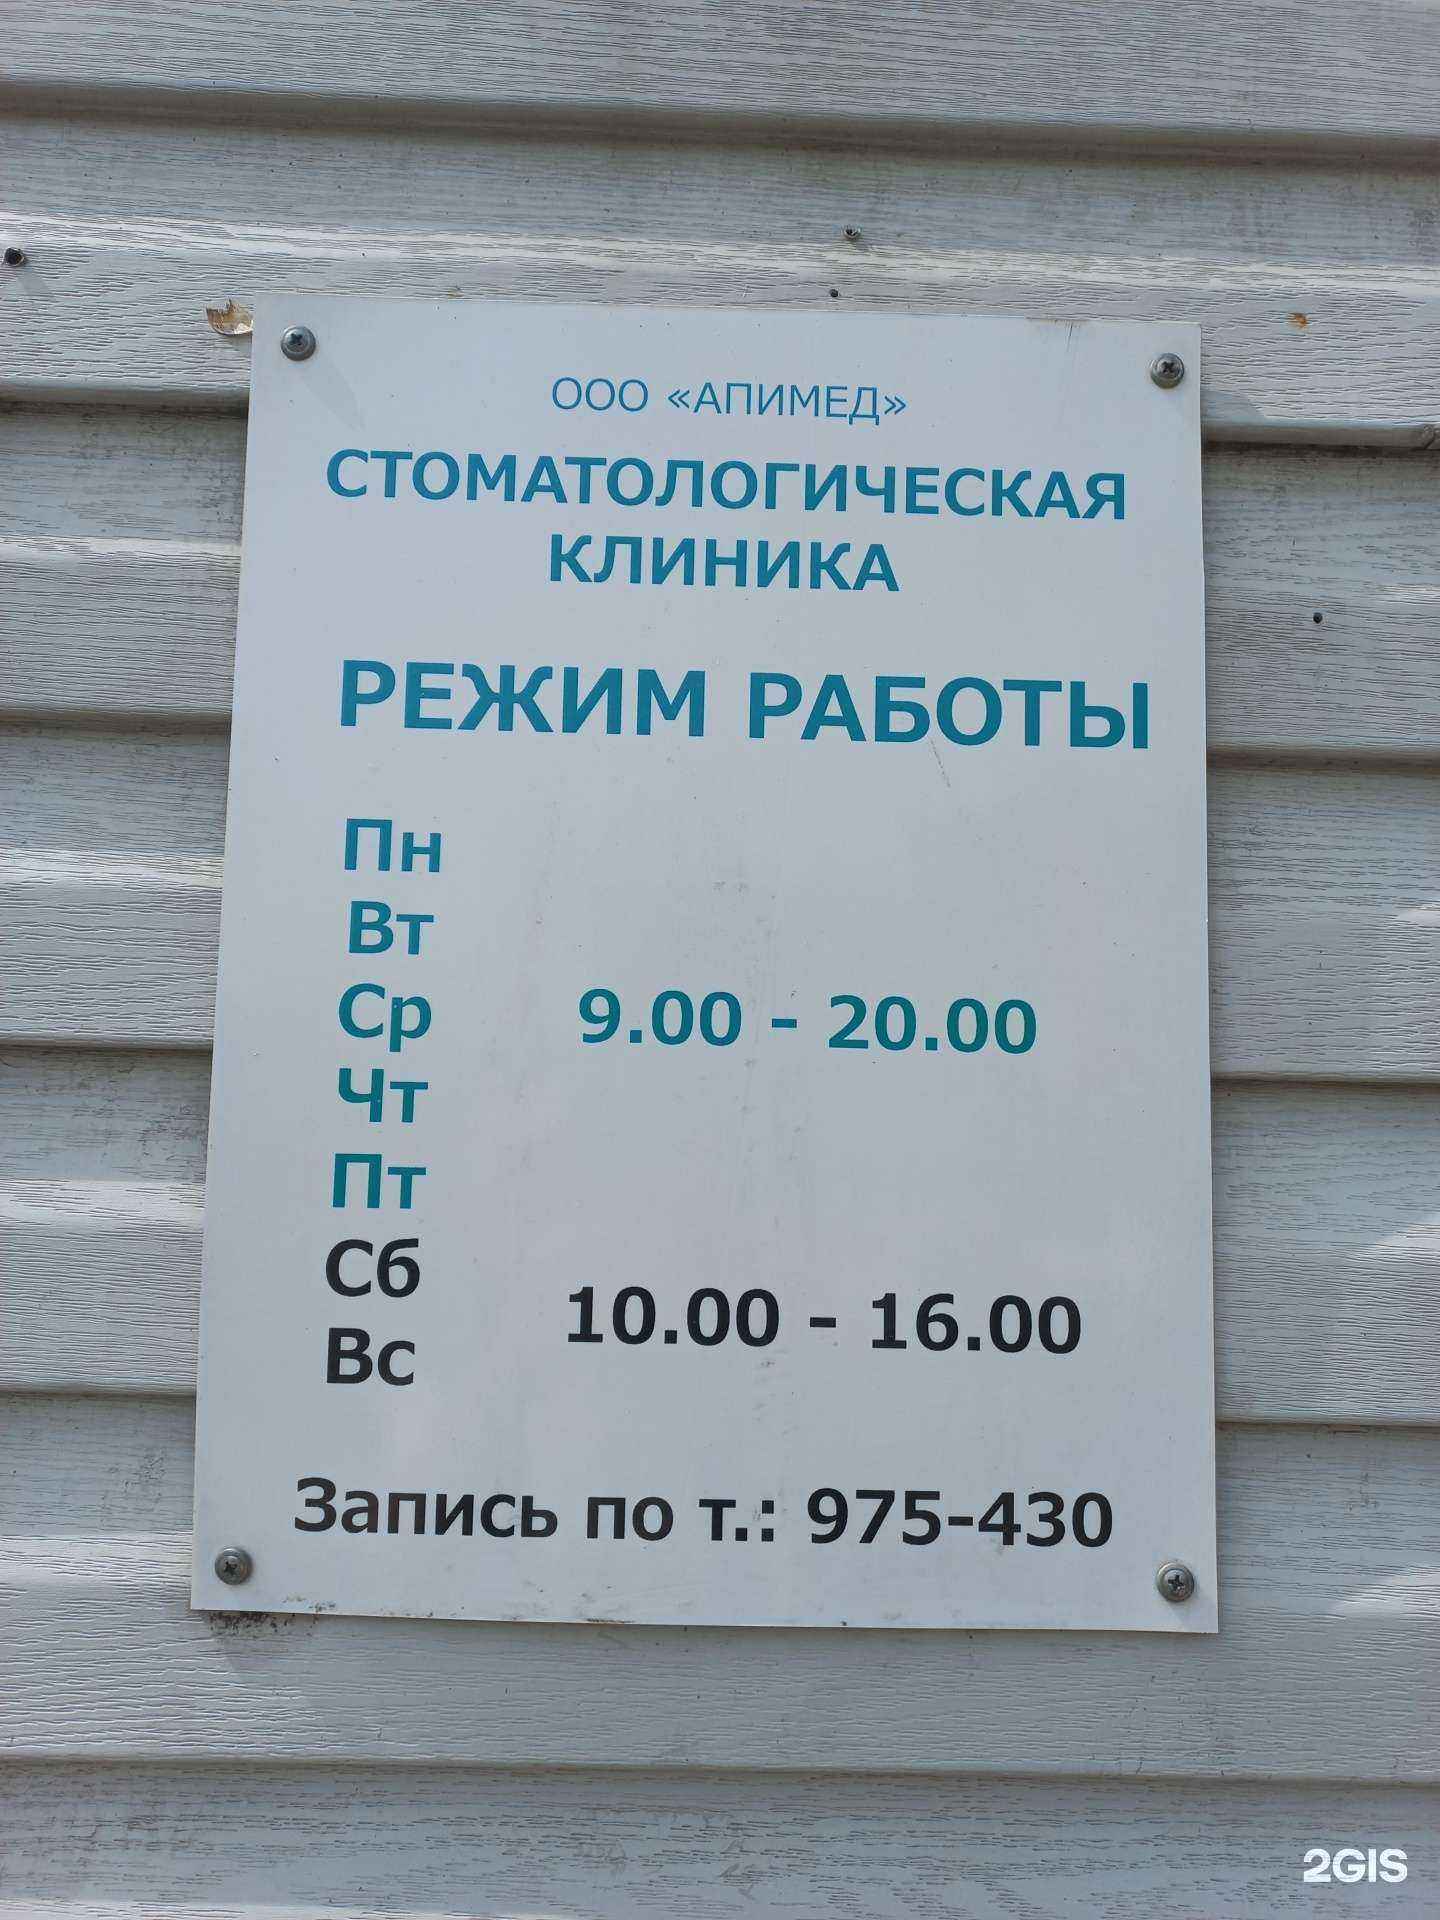 ООО «АПИМЕД»
СТОМАТОЛОГИЧЕСКАЯ
КЛИНИКА
РЕЖИМ РАБОТЫ
Пн
Вт
Ср 9.00 - 20.00
Чт
Пт
Сб
10.00 - 16.00
Вс
Запись по т.: 975-430
2GIS